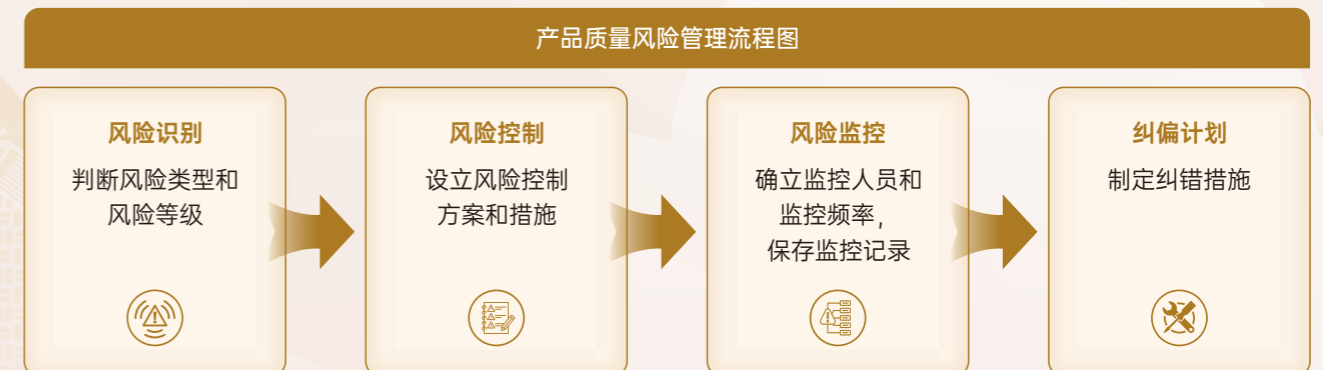 产品质量风险管理流程图
风险识别
判断风险类型和
风险等级
风险控制
设立风险控制
方案和措施
风险监控
确立监控人员和
监控频率，
保存监控记录
纠偏计划
制定纠错措施